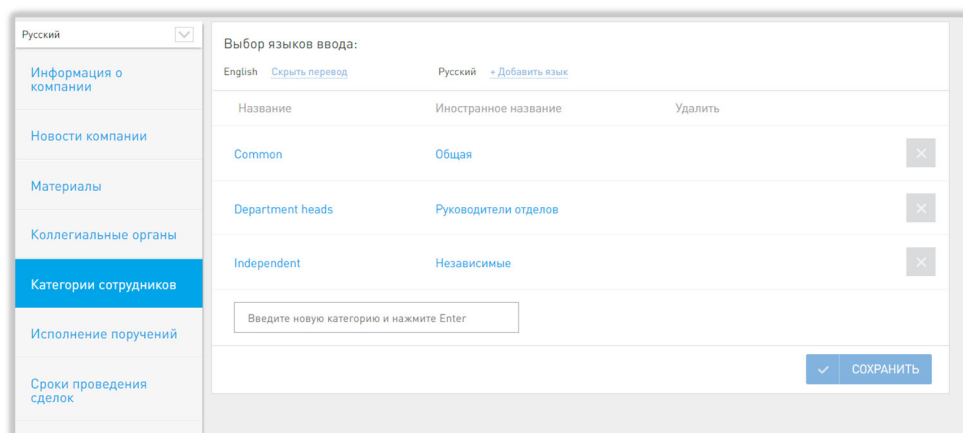 Русский
Информация о
компании
Новости компании
Материалы
Коллегиальные органы
Категории сотрудников
Исполнение поручений
Сроки проведения
сделок
Выбор языков ввода:
English Скрыть перевод Русский + Добавить язык
Название Иностранное название Удалить
Common Общая
Department heads Руководители отделов
Independent Независимые
Введите новую категорию и нажмите Enter
СОХРАНИТЬ